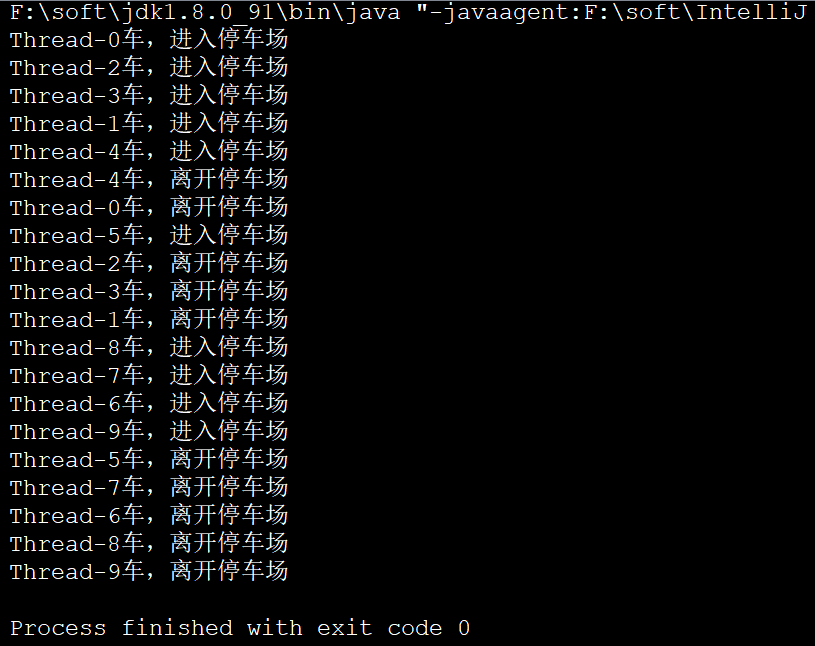 F:\soft\jdk1.8.0_91\bin\java "-javaagent:F:\soft\IntelliJ
Thread-0车，进入停车场
Thread-2车，进入停车场
Thread-3车，进入停车场
Thread-1车，进入停车场
Thread-4车，进入停车场
Thread-4车，离开停车场
Thread-0车，离开停车场
Thread-5车，进入停车场
Thread-2车，离开停车场
Thread-3车，离开停车场
Thread-1车，离开停车场
Thread-8车，进入停车场
Thread-7车，进入停车场
Thread-6车，进入停车场
Thread-9车，进入停车场
Thread-5车，离开停车场
Thread-7车，离开停车场
Thread-6车，离开停车场
Thread-8车，离开停车场
Thread-9车，离开停车场
Process finished with exit code 0